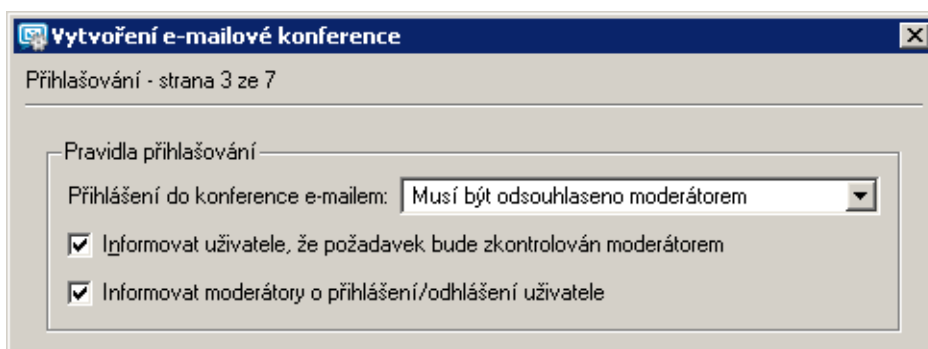 Vytvoření e-mailové konference
Přihlašování - strana 3 ze 7
Pravidla přihlašování
Přihlášení do konference e-mailem: Musí být odsouhlaseno moderátorem
Informovat uživatele, že požadavek bude zkontrolován moderátorem
Informovat moderátory o přihlášení/odhlášení uživatele